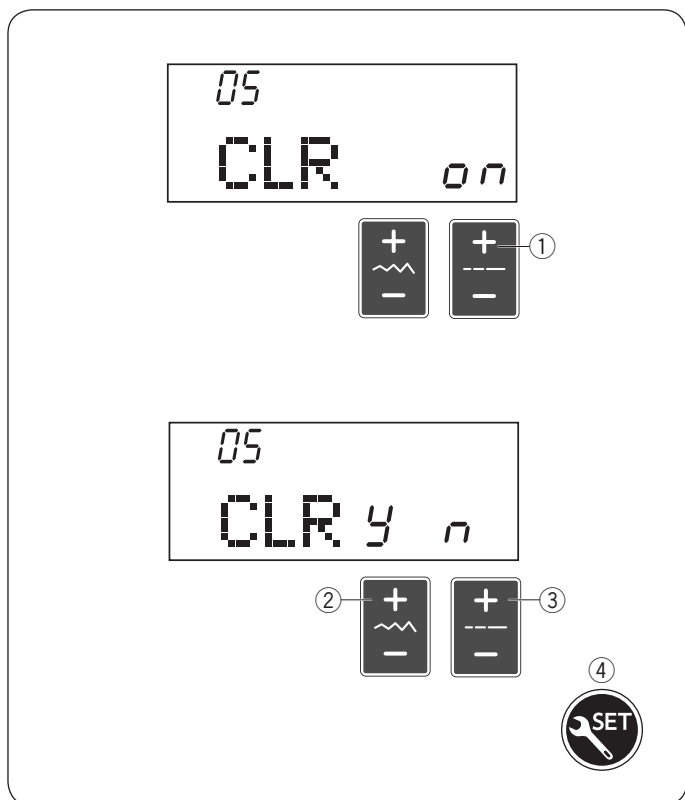 05
CLR on
+ +
- -
①
05
CLR y n
② + + ③
- -
④
SET